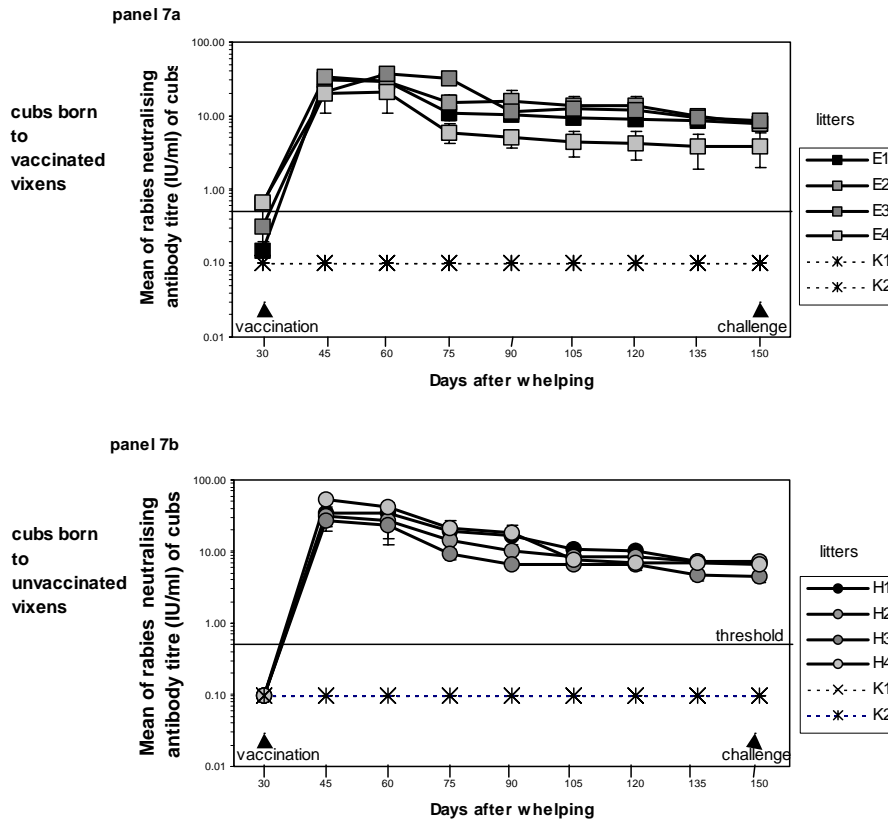 panel 7a
cubs born
to
vaccinated
vixens
Mean of rabies neutralising
antibody titre (IU/ml) of cubs
100.00
10.00
1.00
0.10
0.01
vaccination
challenge
30 45 60 75 90 105 120 135 150
Days after whelping
litters
E1
E2
E3
E4
K1
K2
panel 7b
cubs born
to
unvaccinated
vixens
Mean of rabies neutralising
antibody titre (IU/ml) of cubs
100.00
10.00
1.00
0.10
0.01
threshold
vaccination
challenge
30 45 60 75 90 105 120 135 150
Days after whelping
litters
H1
H2
H3
H4
K1
K2